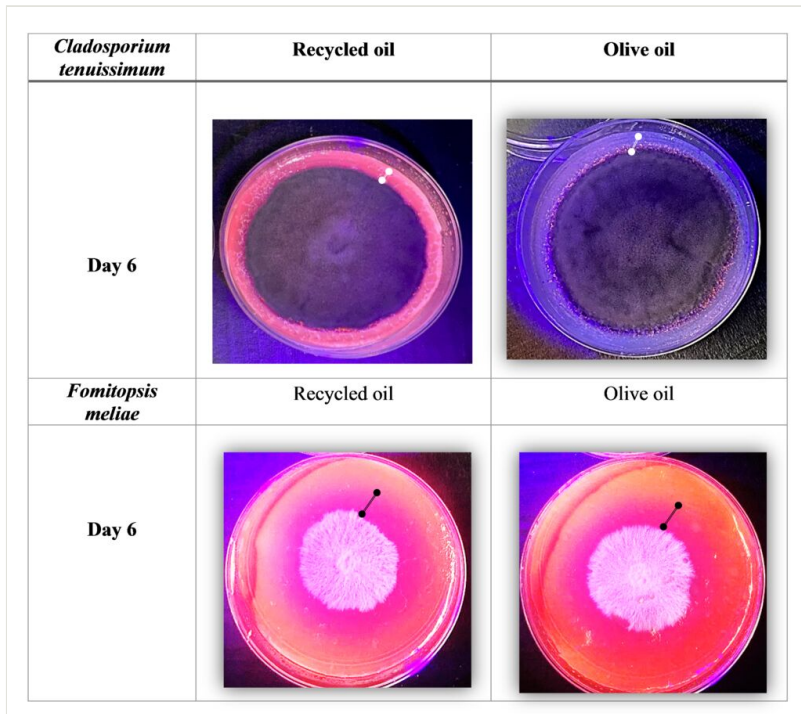 Cladosporium
tenuissimum
Recycled oil
Olive oil
Day 6
Fomitopsis
meliae
Recycled oil
Olive oil
Day 6